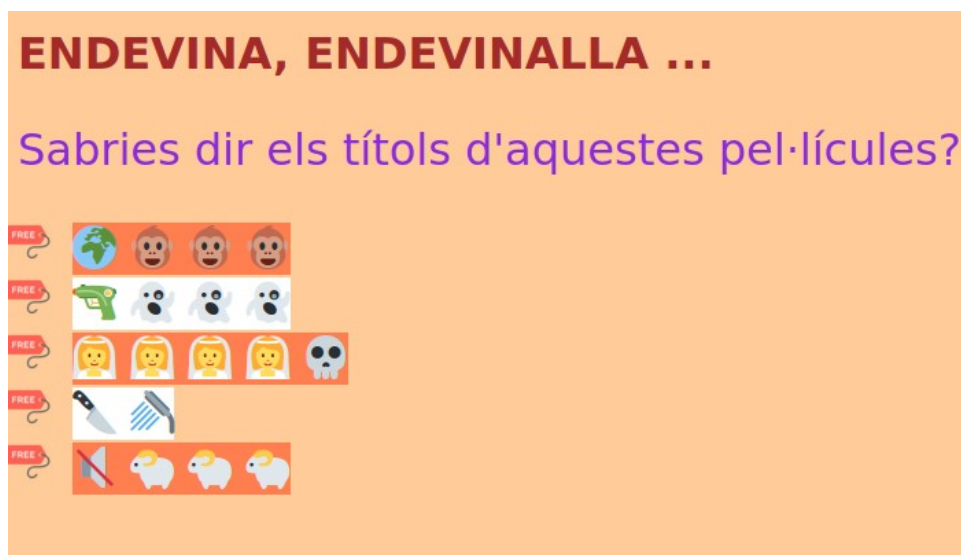 ENDEVINA, ENDEVINALLA ...
Sabries dir els títols d'aquestes pel·lícules?
FREE
FREE
FREE
FREE
FREE